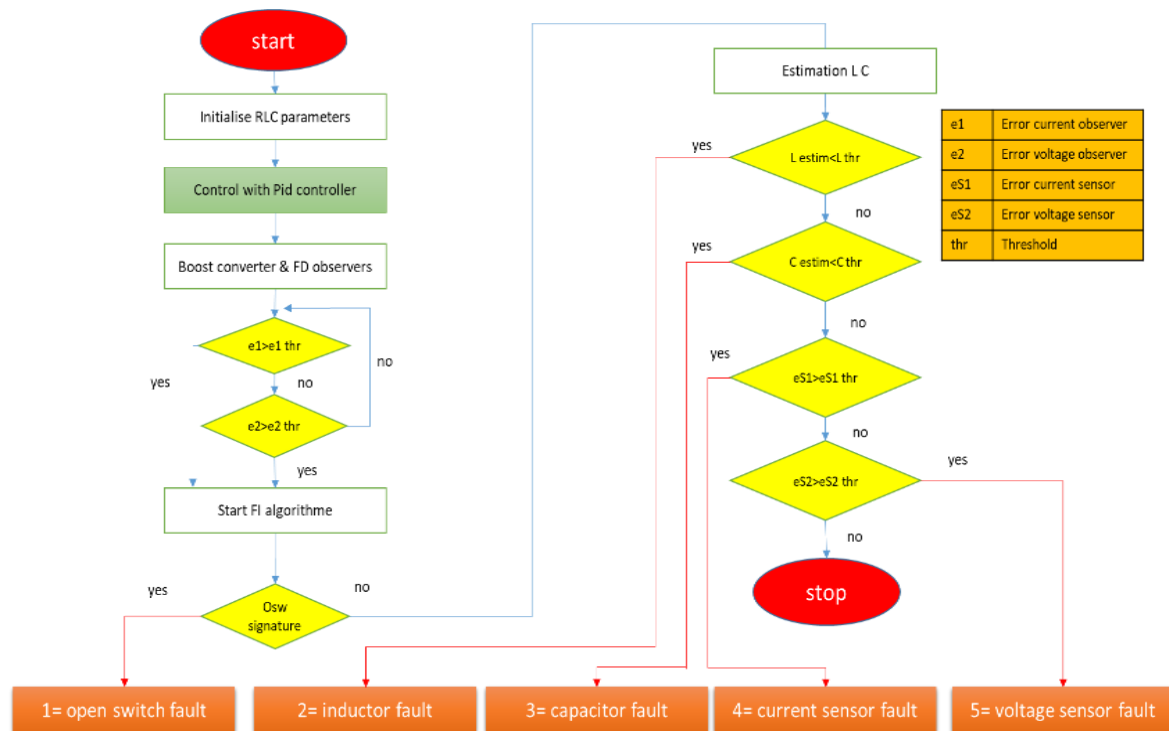 start
Initialise RLC parameters
Control with Pid controller
Boost converter & FD observers
e1>e1 thr
yes
no
no
e2>e2 thr
yes
Start FI algorithme
yes
no
Osw
signature
Estimation L C
yes
L estim<L thr
no
yes
C estim<C thr
no
yes
eS1>eS1 thr
no
eS2>eS2 thr
yes
no
stop
e1 Error current observer
e2 Error voltage observer
eS1 Error current sensor
eS2 Error voltage sensor
thr Threshold
1= open switch fault
2= inductor fault
3= capacitor fault
4= current sensor fault
5= voltage sensor fault